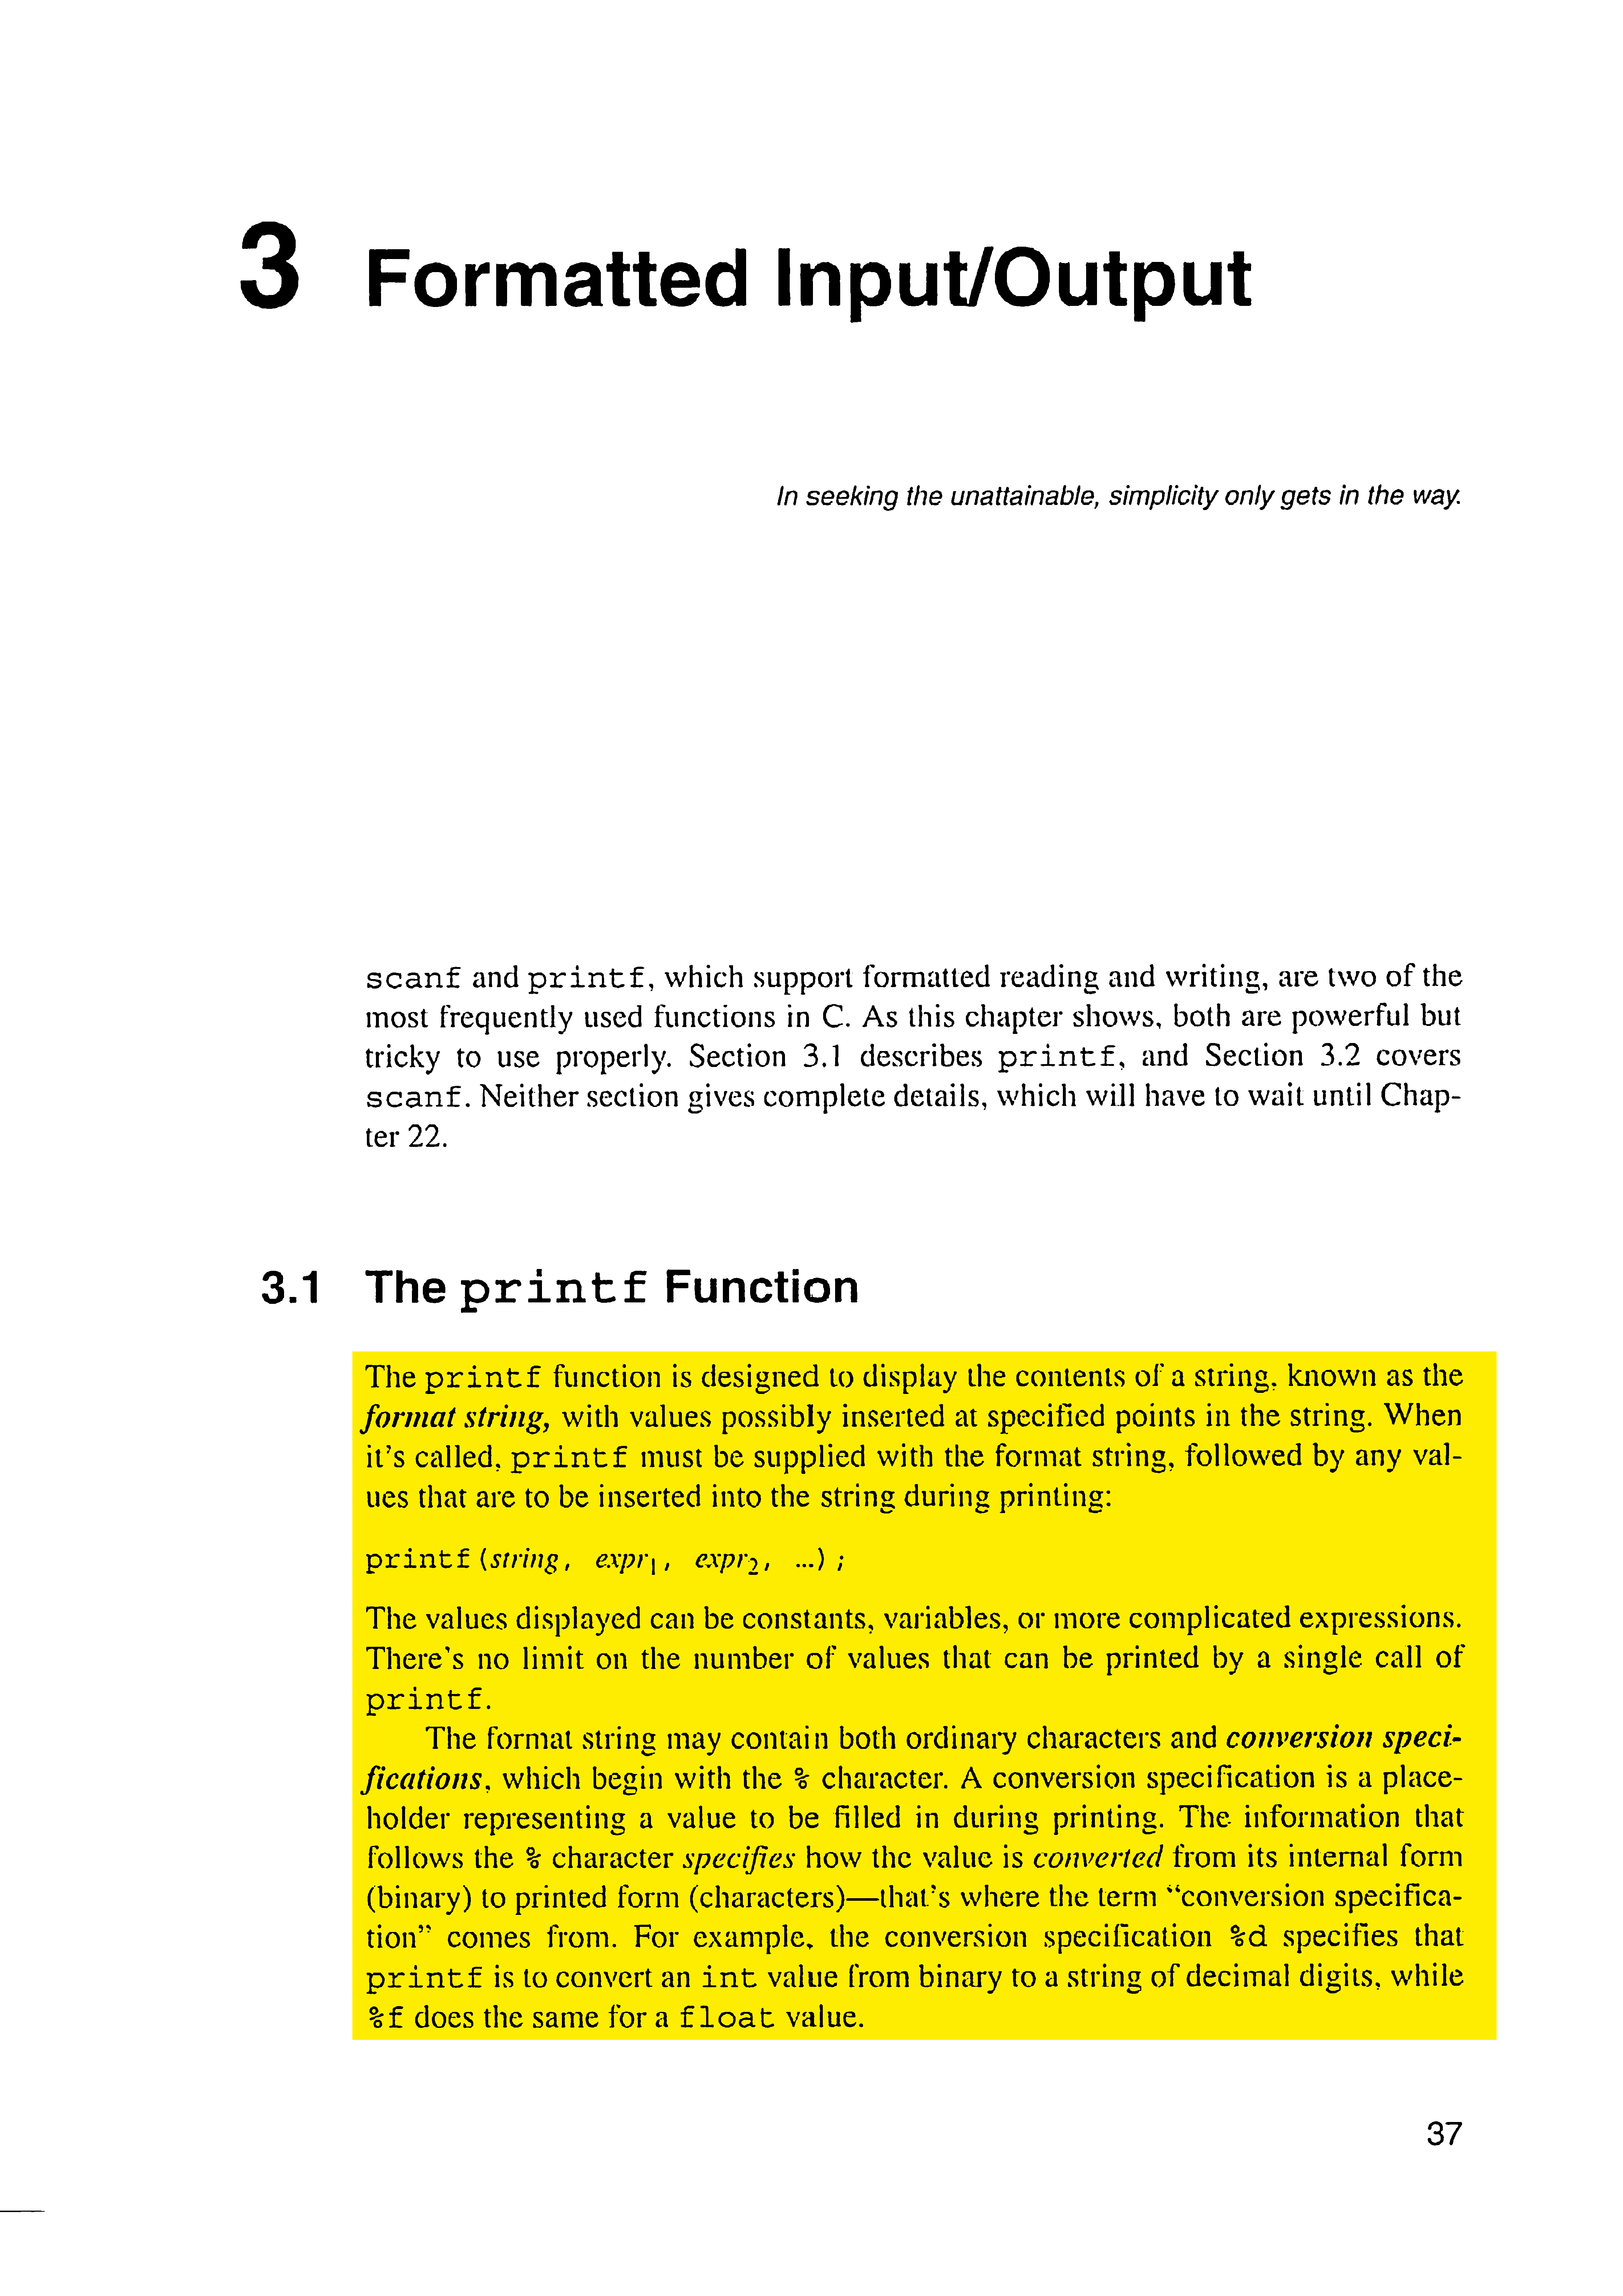 3 Formatted Input/Output
In seeking the unattainable, simplicity only gets in the way.
scanf and printf, which support formatted reading and writing, are two of the
most frequently used functions in C. As this chapter shows, both are powerful but
tricky to use properly. Section 3.1 describes printf, and Section 3.2 covers
scanf. Neither section gives complete details, which will have to wait until Chap-
ter 22.
3.1 The printf Function
The printf function is designed to display the contents of a string, known as the
format string, with values possibly inserted at specified points in the string. When
it's called, printf must be supplied with the format string, followed by any val-
ues that are to be inserted into the string during printing:
printf(string, expr₁, expr₂, ...);
The values displayed can be constants, variables, or more complicated expressions.
There's no limit on the number of values that can be printed by a single call of
printf.
The format string may contain both ordinary characters and conversion speci-
fications, which begin with the % character. A conversion specification is a place-
holder representing a value to be filled in during printing. The information that
follows the % character specifies how the value is converted from its internal form
(binary) to printed form (characters)—that's where the term "conversion specifica-
tion" comes from. For example, the conversion specification %d specifies that
printf is to convert an int value from binary to a string of decimal digits, while
%f does the same for a float value.
37